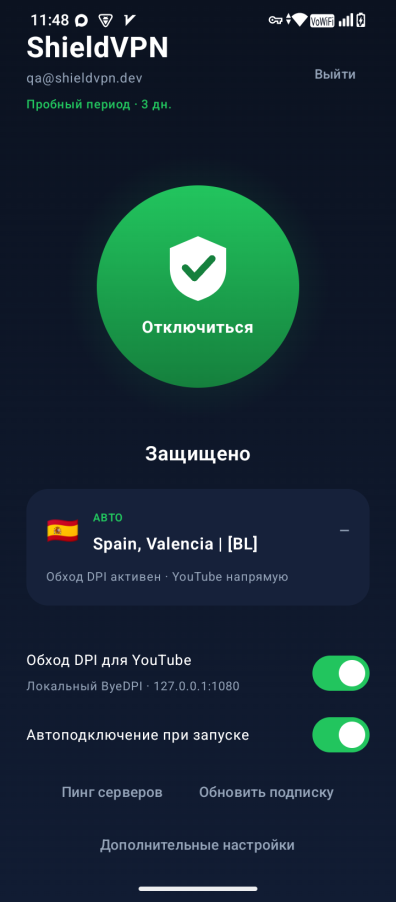 11:48
VoWiFi
ShieldVPN
qa@shieldvpn.dev
Выйти
Пробный период · 3 дн.
Отключиться
Защищено
АВТО
Spain, Valencia | [BL]
—
Обход DPI активен · YouTube напрямую
Обход DPI для YouTube
Локальный ByeDPI · 127.0.0.1:1080
Автоподключение при запуске
Пинг серверов
Обновить подписку
Дополнительные настройки